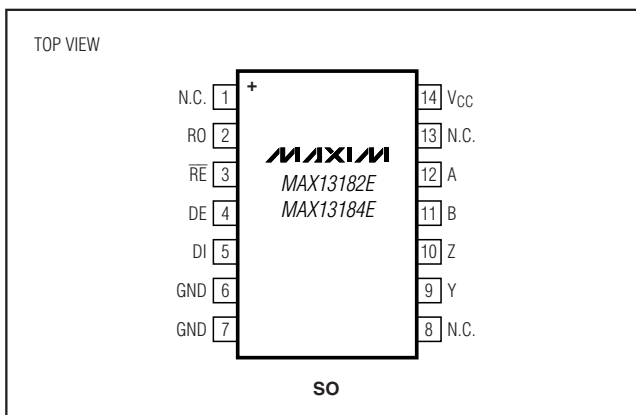 TOP VIEW
+
N.C. 1
RO 2
R̅E̅ 3
DE 4
DI 5
GND 6
GND 7
MAXIM
MAX13182E
MAX13184E
14 VCC
13 N.C.
12 A
11 B
10 Z
9 Y
8 N.C.
SO